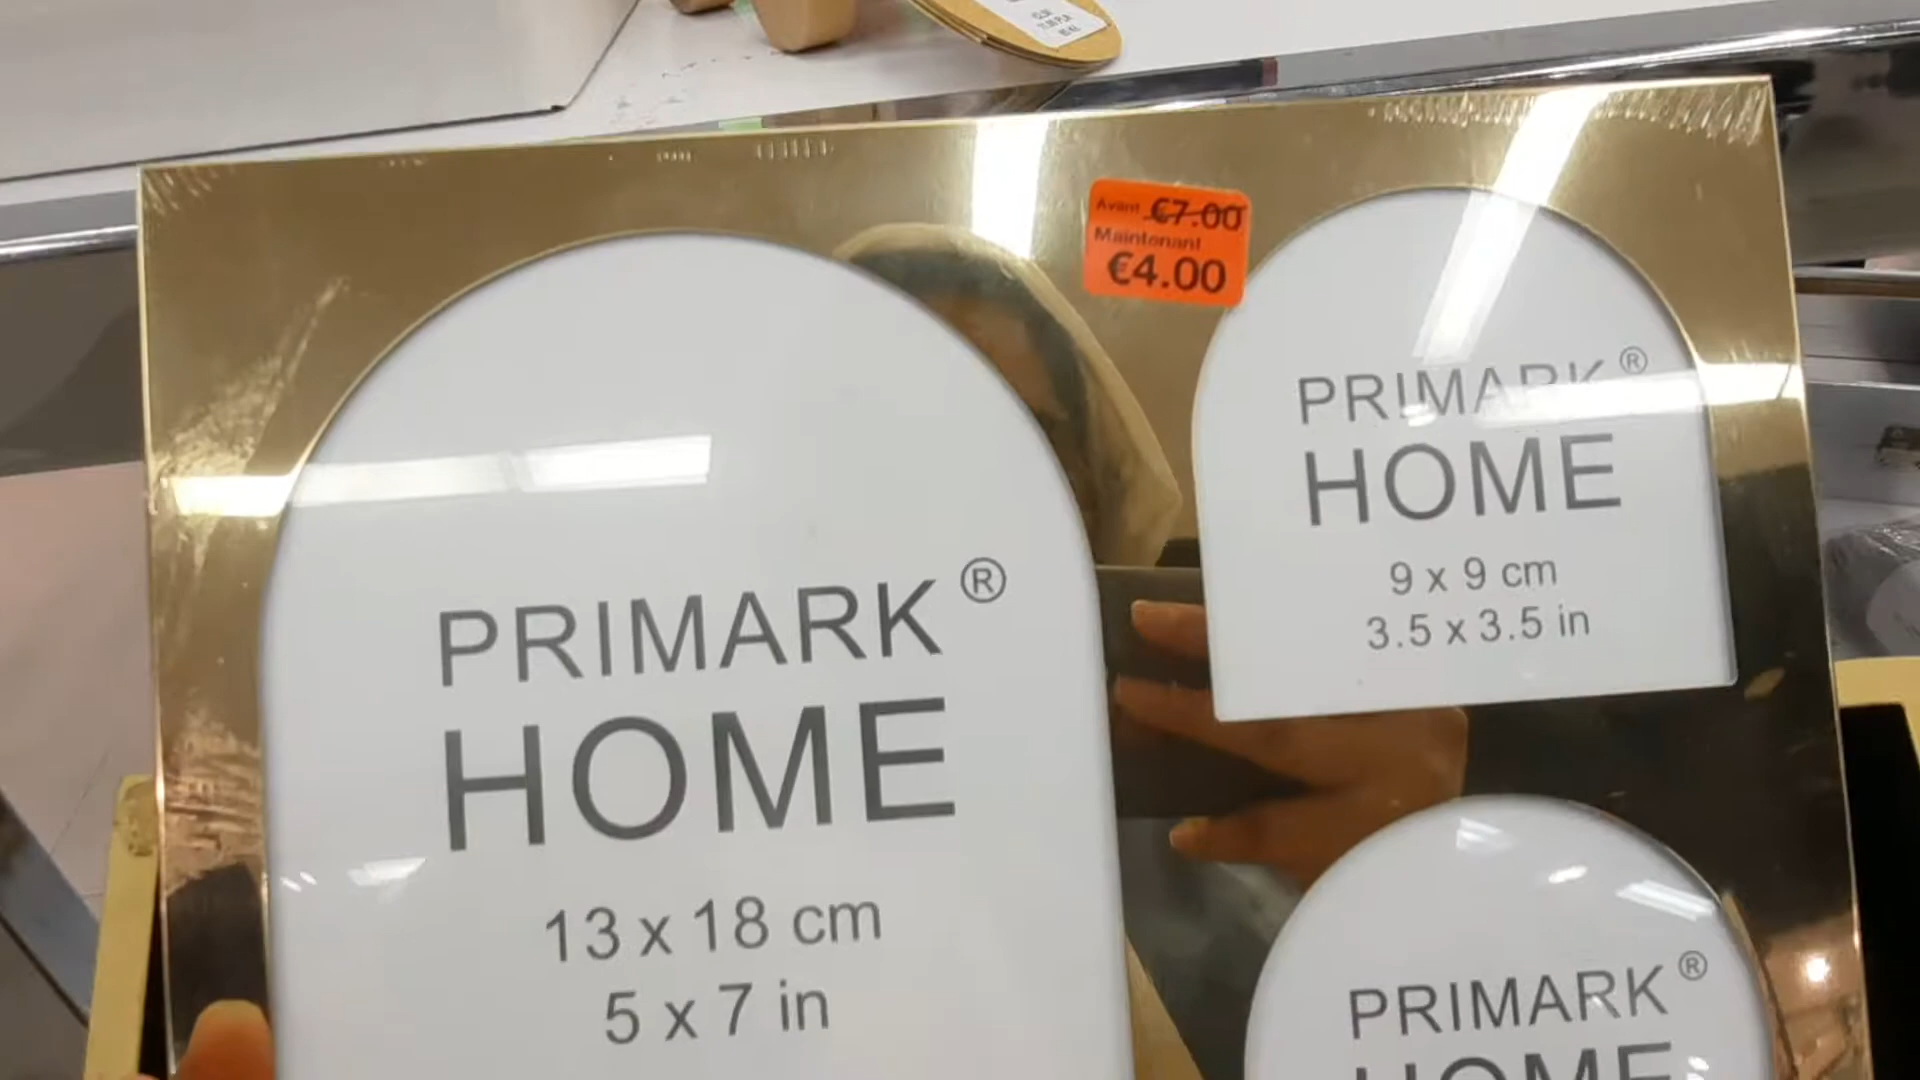 Avant €7.00
Maintenant
€4.00
PRIMARK®
HOME
9 x 9 cm
3.5 x 3.5 in
PRIMARK®
HOME
13 x 18 cm
5 x 7 in
PRIMARK®
HOME